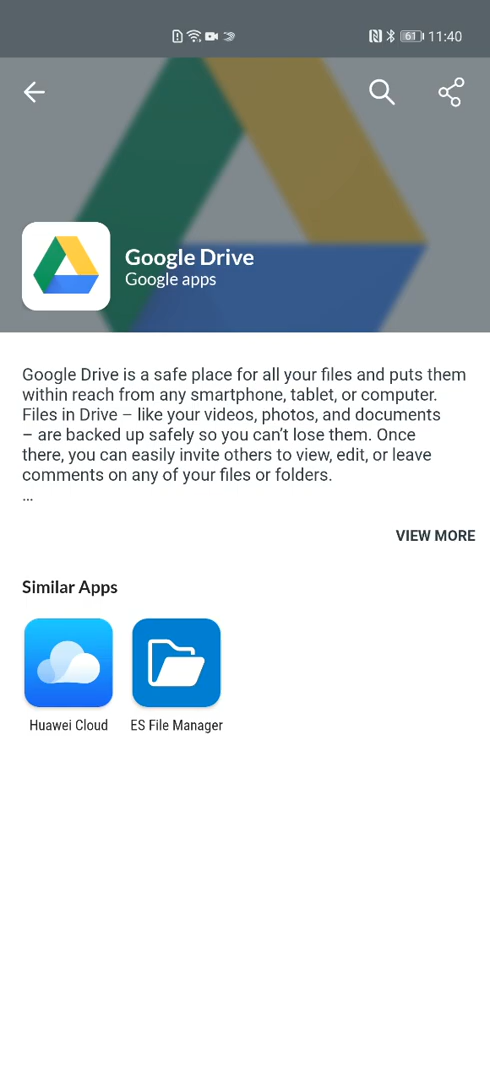 61 11:40
Google Drive
Google apps
Google Drive is a safe place for all your files and puts them
within reach from any smartphone, tablet, or computer.
Files in Drive – like your videos, photos, and documents
– are backed up safely so you can’t lose them. Once
there, you can easily invite others to view, edit, or leave
comments on any of your files or folders.
...
VIEW MORE
Similar Apps
Huawei Cloud ES File Manager